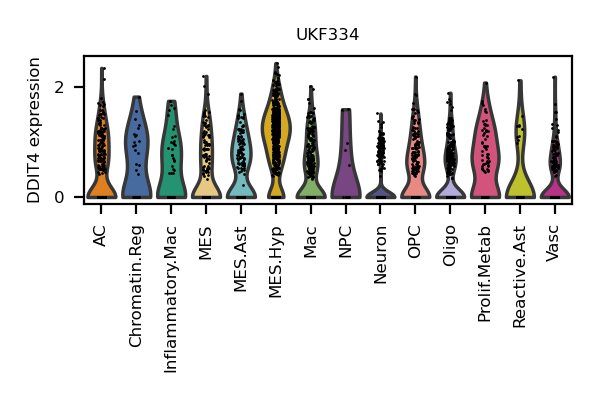 UKF334
DDIT4 expression
2
0
AC
Chromatin.Reg
Inflammatory.Mac
MES
MES.Ast
MES.Hyp
Mac
NPC
Neuron
OPC
Oligo
Prolif.Metab
Reactive.Ast
Vasc